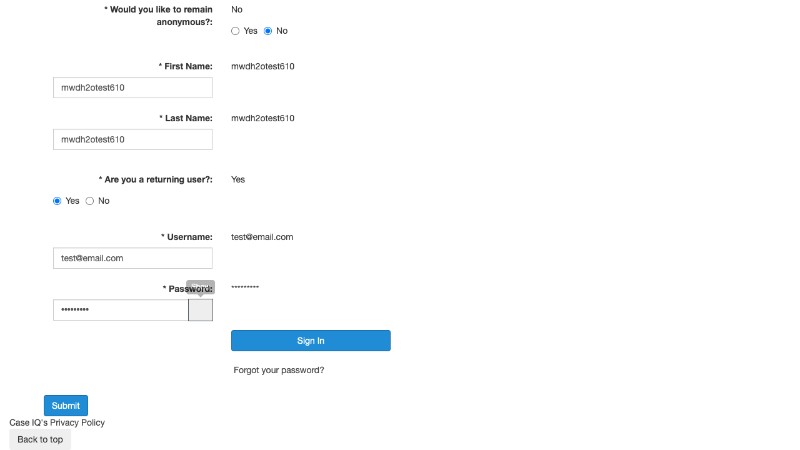 * Would you like to remain anonymous?: No
Yes No
* First Name: mwdh2otest610
mwdh2otest610
* Last Name: mwdh2otest610
mwdh2otest610
* Are you a returning user?: Yes
Yes No
* Username: test@email.com
test@email.com
* Password: *********
•••••••••
Sign In
Forgot your password?
Submit
Case IQ's Privacy Policy
Back to top